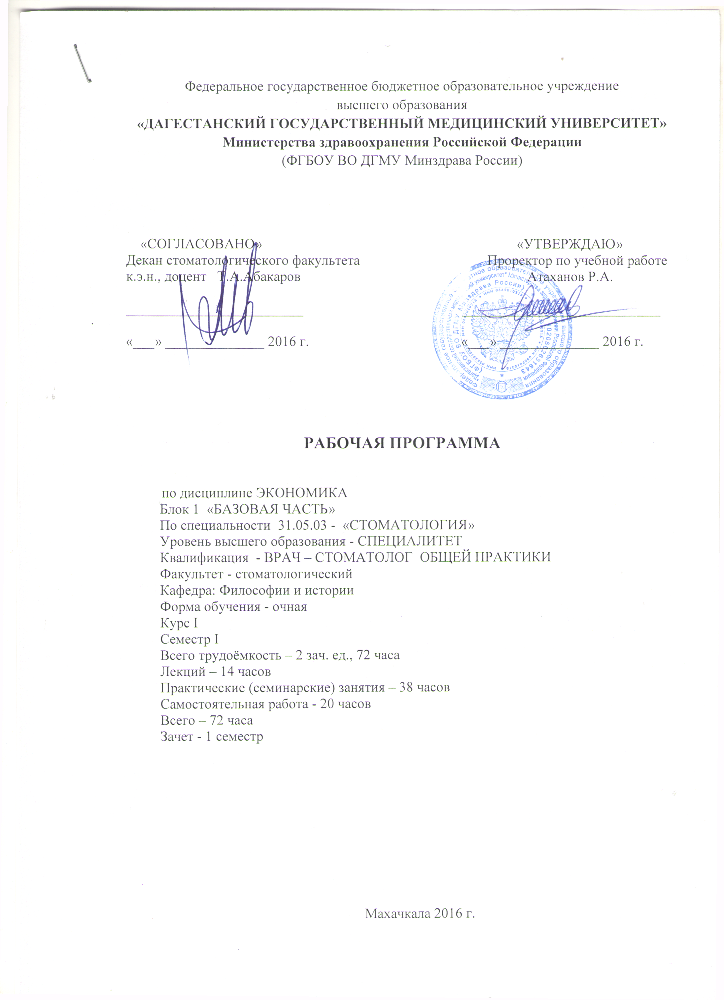 Федеральное государственное бюджетное образовательное учреждение
высшего образования
«ДАГЕСТАНСКИЙ ГОСУДАРСТВЕННЫЙ МЕДИЦИНСКИЙ УНИВЕРСИТЕТ»
Министерства здравоохранения Российской Федерации
(ФГБОУ ВО ДГМУ Минздрава России)
«СОГЛАСОВАНО»
Декан стоматологического факультета
к.э.н., доцент Т.А.Абакаров
«___» ______________ 2016 г.
«УТВЕРЖДАЮ»
Проректор по учебной работе
Атаханов Р.А.
«___» ______________ 2016 г.
(ФГБОУ ВО ДГМУ Минздрава России)
ИНН 0562010215
РАБОЧАЯ ПРОГРАММА
по дисциплине ЭКОНОМИКА
Блок 1 «БАЗОВАЯ ЧАСТЬ»
По специальности 31.05.03 - «СТОМАТОЛОГИЯ»
Уровень высшего образования - СПЕЦИАЛИТЕТ
Квалификация - ВРАЧ – СТОМАТОЛОГ ОБЩЕЙ ПРАКТИКИ
Факультет - стоматологический
Кафедра: Философии и истории
Форма обучения - очная
Курс I
Семестр I
Всего трудоёмкость – 2 зач. ед., 72 часа
Лекций – 14 часов
Практические (семинарские) занятия – 38 часов
Самостоятельная работа - 20 часов
Всего – 72 часа
Зачет - 1 семестр
Махачкала 2016 г.